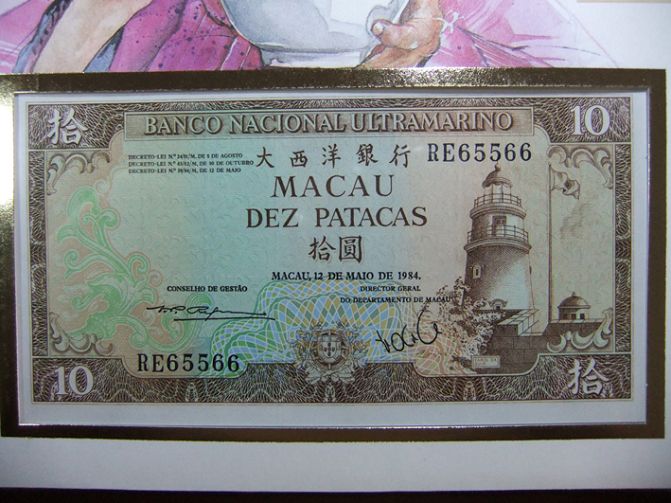 拾
10
BANCO NACIONAL ULTRAMARINO
大西洋銀行
RE65566
MACAU
DEZ PATACAS
拾圓
MACAU, 12 DE MAIO DE 1984.
CONSELHO DE GESTÃO
DIRECTOR GERAL
DO DEPARTAMENTO DE MACAU
RE65566
10
拾